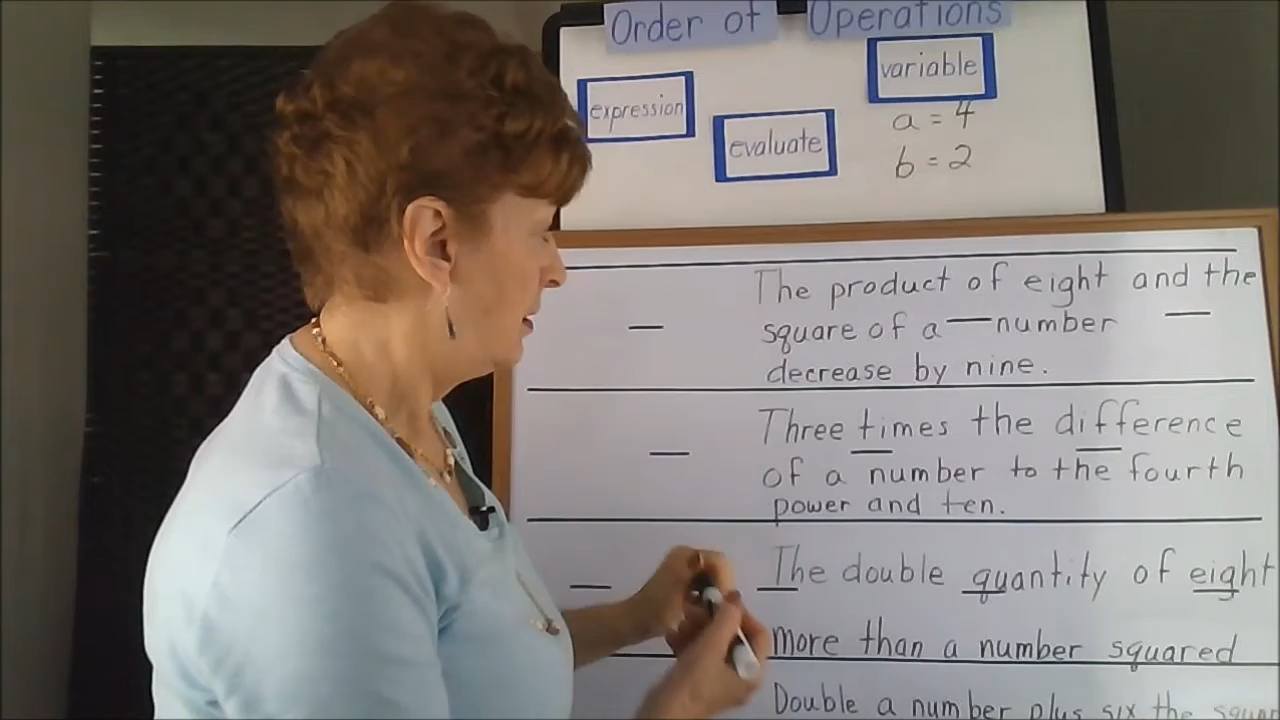 Order of Operations
variable
expression
evaluate
a = 4
b = 2
The product of eight and the
square of a number
decrease by nine.
Three times the difference
of a number to the fourth
power and ten.
The double quantity of eight
more than a number squared
Double a number plus six the